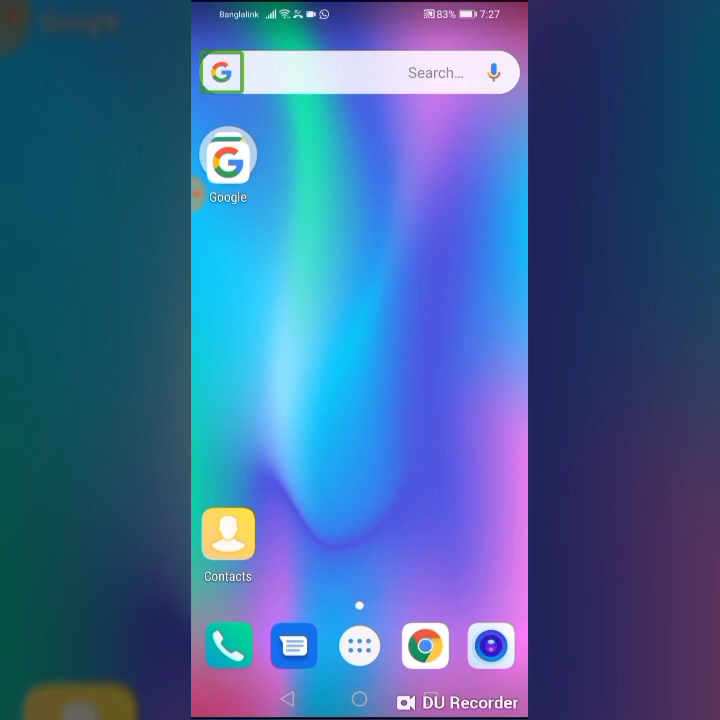 Banglalink 83% 7:27
Search...
Google
Contacts
DU Recorder